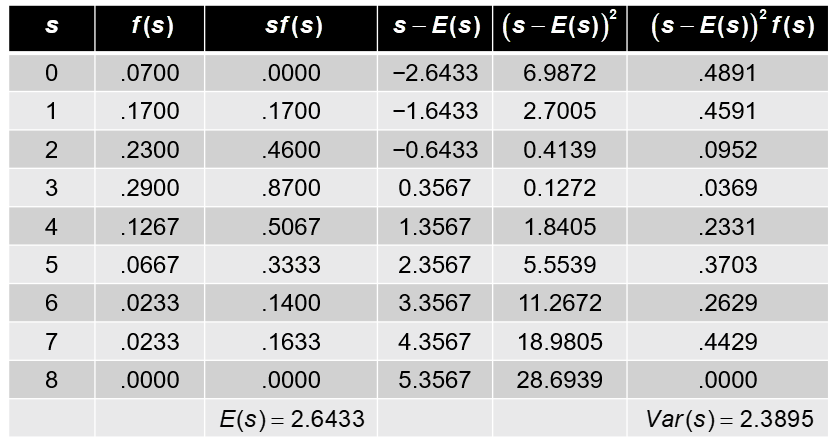 s f(s) sf(s) s − E(s) (s − E(s))² (s − E(s))² f(s)
0 .0700 .0000 −2.6433 6.9872 .4891
1 .1700 .1700 −1.6433 2.7005 .4591
2 .2300 .4600 −0.6433 0.4139 .0952
3 .2900 .8700 0.3567 0.1272 .0369
4 .1267 .5067 1.3567 1.8405 .2331
5 .0667 .3333 2.3567 5.5539 .3703
6 .0233 .1400 3.3567 11.2672 .2629
7 .0233 .1633 4.3567 18.9805 .4429
8 .0000 .0000 5.3567 28.6939 .0000
E(s) = 2.6433 Var(s) = 2.3895